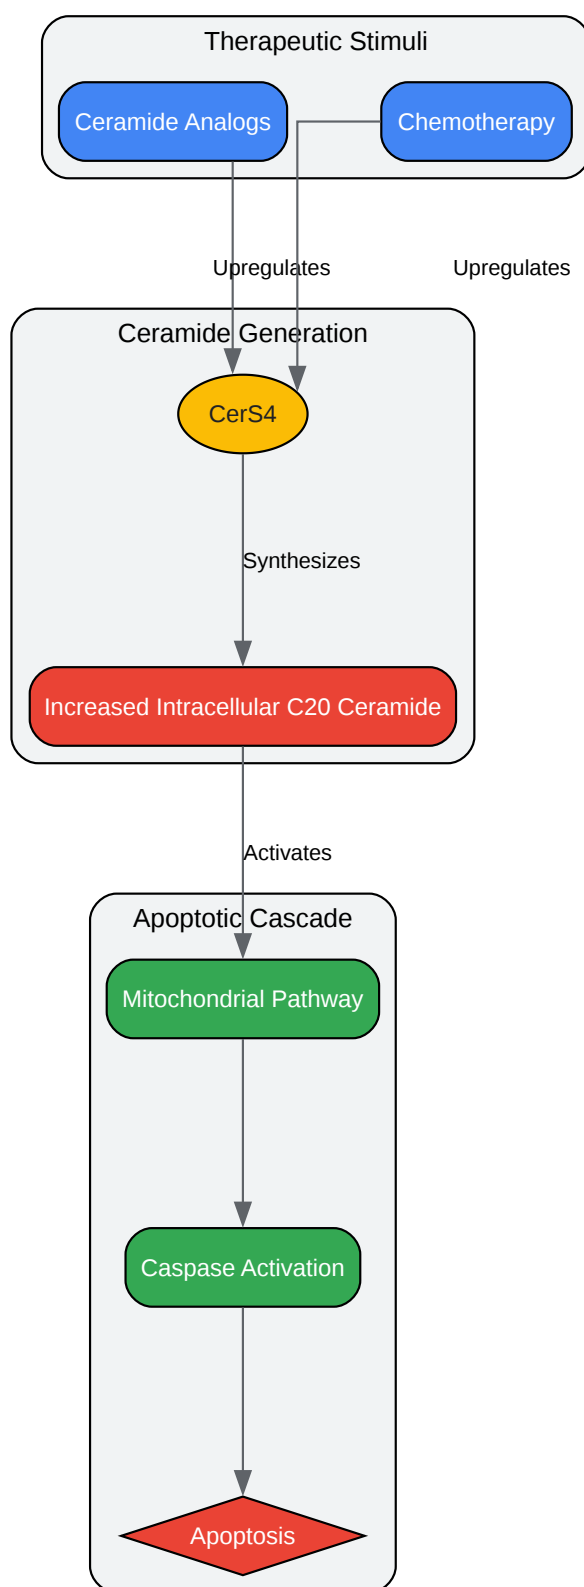 Therapeutic Stimuli
Ceramide Analogs
Chemotherapy
Upregulates
Upregulates
Ceramide Generation
CerS4
Synthesizes
Increased Intracellular C20 Ceramide
Activates
Apoptotic Cascade
Mitochondrial Pathway
Caspase Activation
Apoptosis